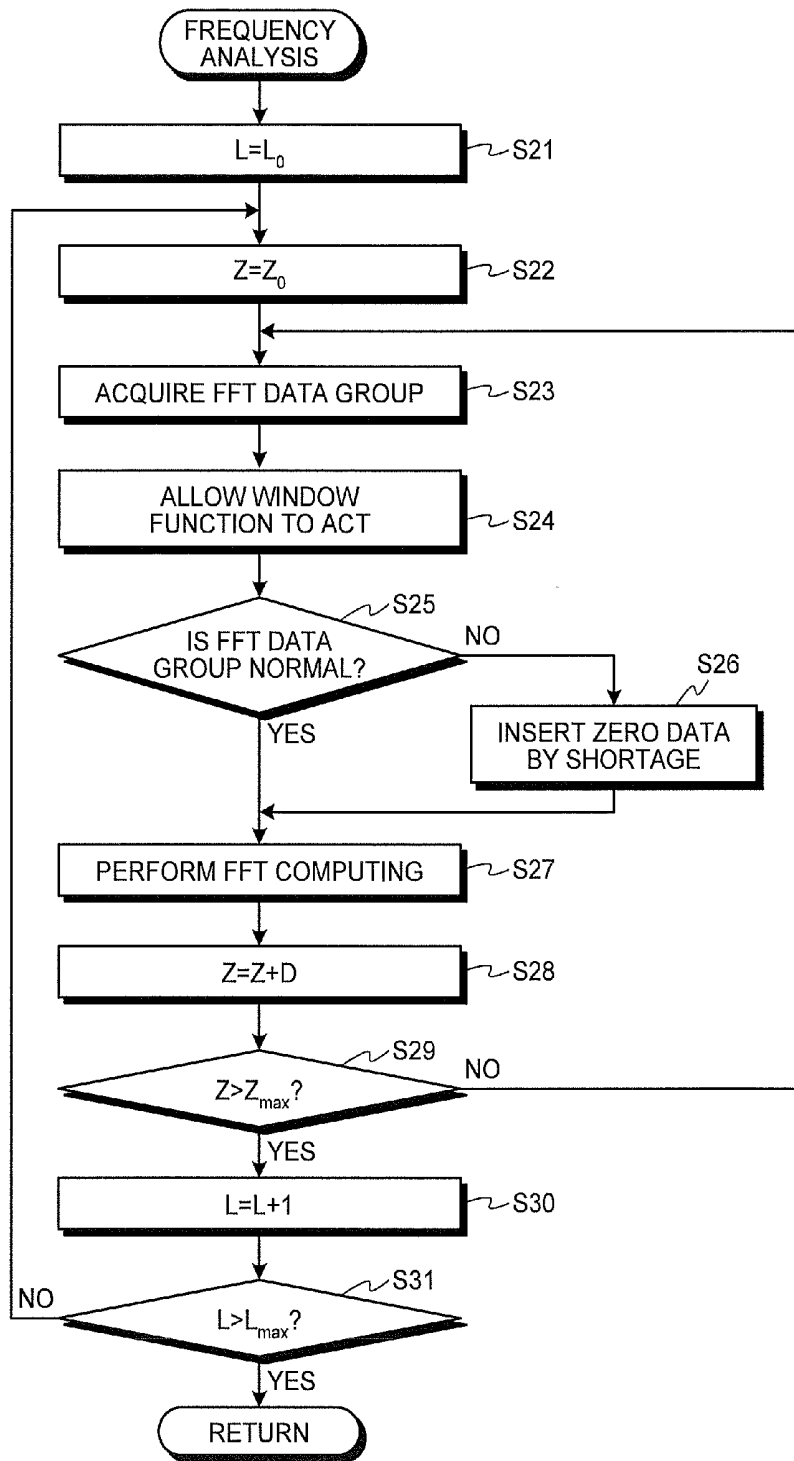 FREQUENCY
ANALYSIS
L=L₀
S21
Z=Z₀
S22
ACQUIRE FFT DATA GROUP
S23
ALLOW WINDOW
FUNCTION TO ACT
S24
S25
IS FFT DATA
GROUP NORMAL?
NO
YES
S26
INSERT ZERO DATA
BY SHORTAGE
PERFORM FFT COMPUTING
S27
Z=Z+D
S28
S29
Z>Zmax?
NO
YES
L=L+1
S30
S31
NO
L>Lmax?
YES
RETURN